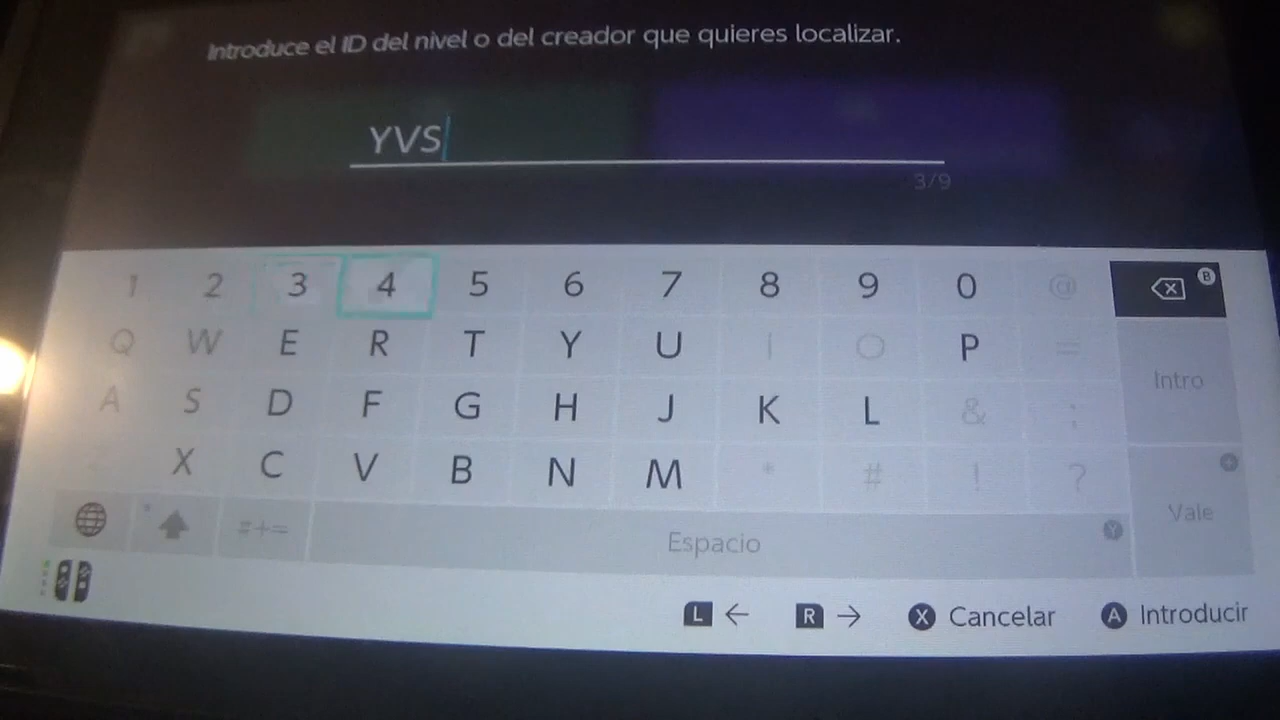 Introduce el ID del nivel o del creador que quieres localizar.
YVS
3/9
1 2 3 4 5 6 7 8 9 0 @ B
Q W E R T Y U I O P =
Intro
A S D F G H J K L & ;
Z X C V B N M * # ! ? +
Vale
#+= Espacio Y
L ← R → X Cancelar A Introducir